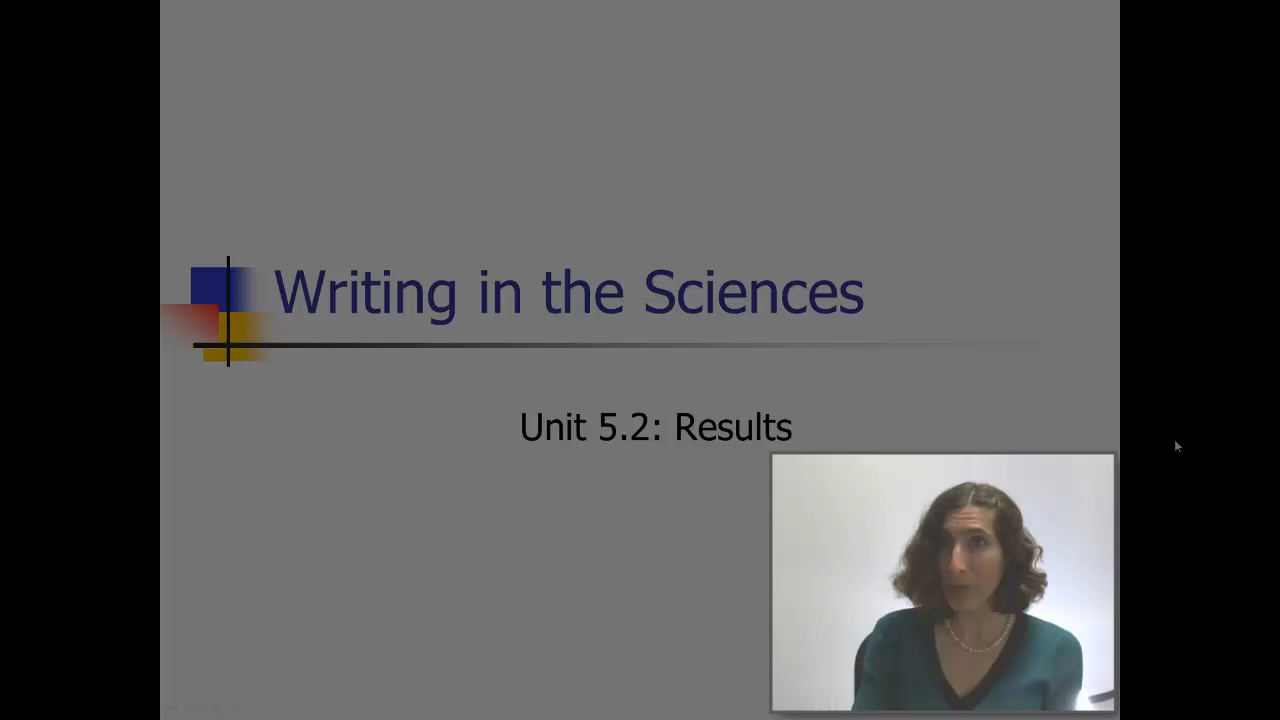 Writing in the Sciences
Unit 5.2: Results